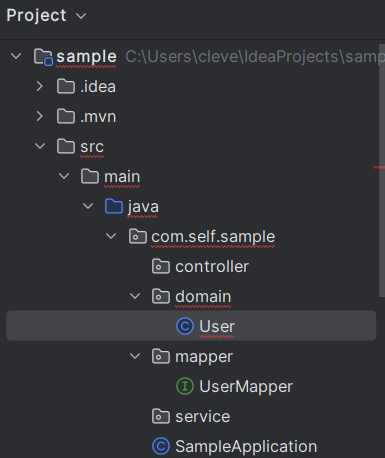 Project
sample C:\Users\cleve\IdeaProjects\samp
.idea
.mvn
src
main
java
com.self.sample
controller
domain
C User
mapper
I UserMapper
service
C SampleApplication